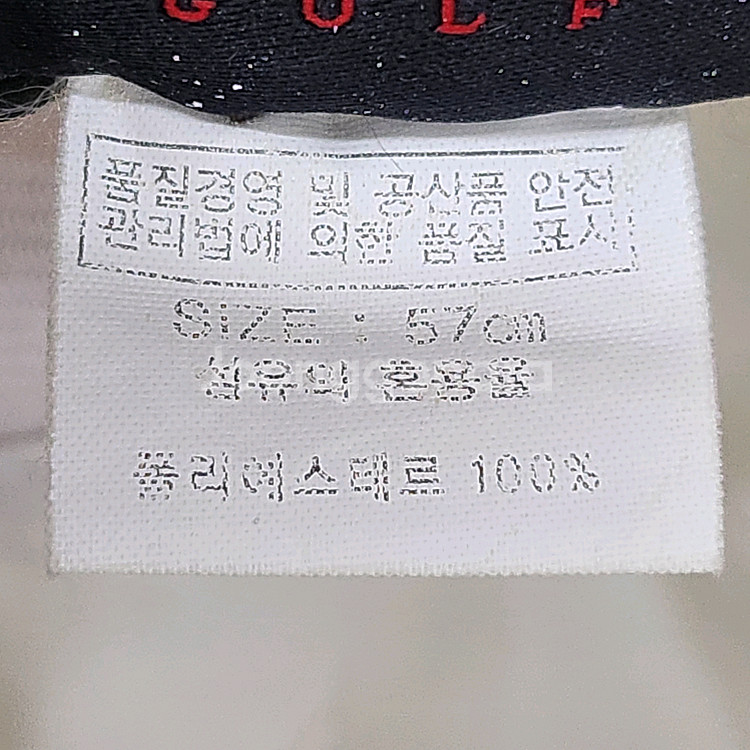 GOLF
품질경영 및 공산품 안전
관리법에 의한 품질 표시
SIZE : 57cm
섬유의 혼용율
폴리에스테르 100%